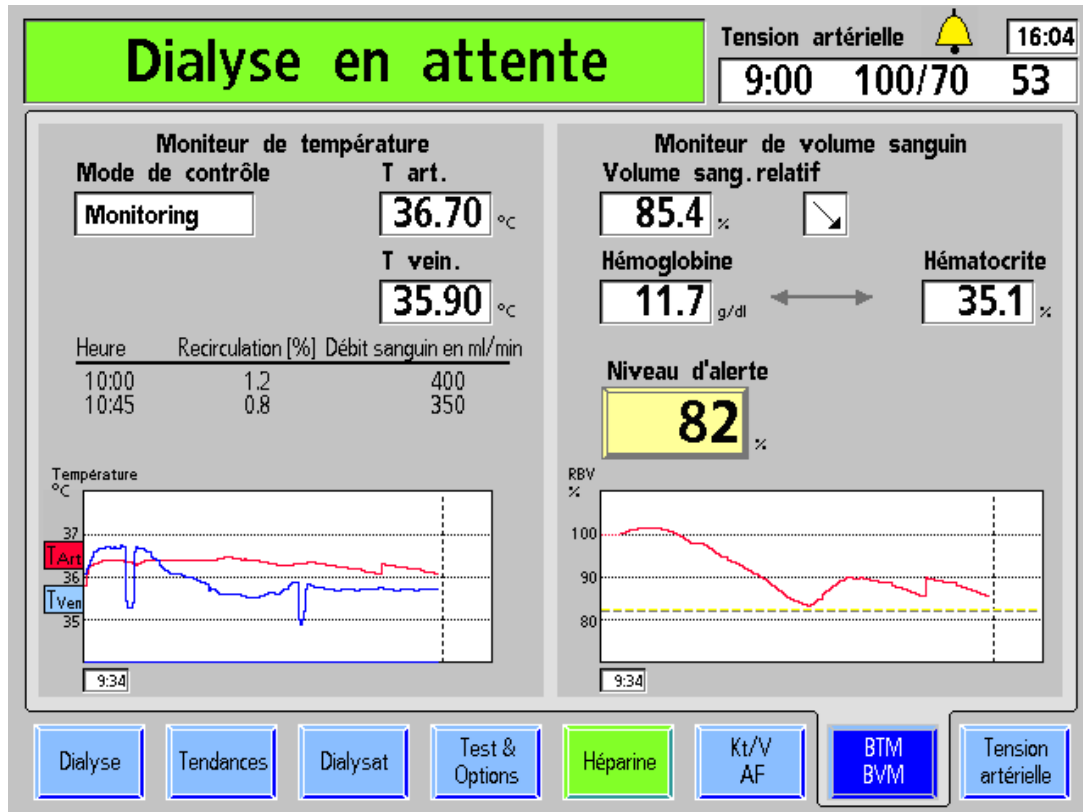 Dialyse en attente
Tension artérielle
16:04
9:00 100/70 53
Moniteur de température
Mode de contrôle
T art.
Monitoring
36.70 °C
T vein.
35.90 °C
Heure Recirculation [%] Débit sanguin en ml/min
10:00 1.2 400
10:45 0.8 350
Température
°C
37
TArt
36
TVen
35
9:34
Moniteur de volume sanguin
Volume sang.relatif
85.4 %
Hémoglobine
Hématocrite
11.7 g/dl
35.1 %
Niveau d'alerte
82 %
RBV
%
100
90
80
9:34
Dialyse
Tendances
Dialysat
Test &
Options
Héparine
Kt/V
AF
BTM
BVM
Tension
artérielle